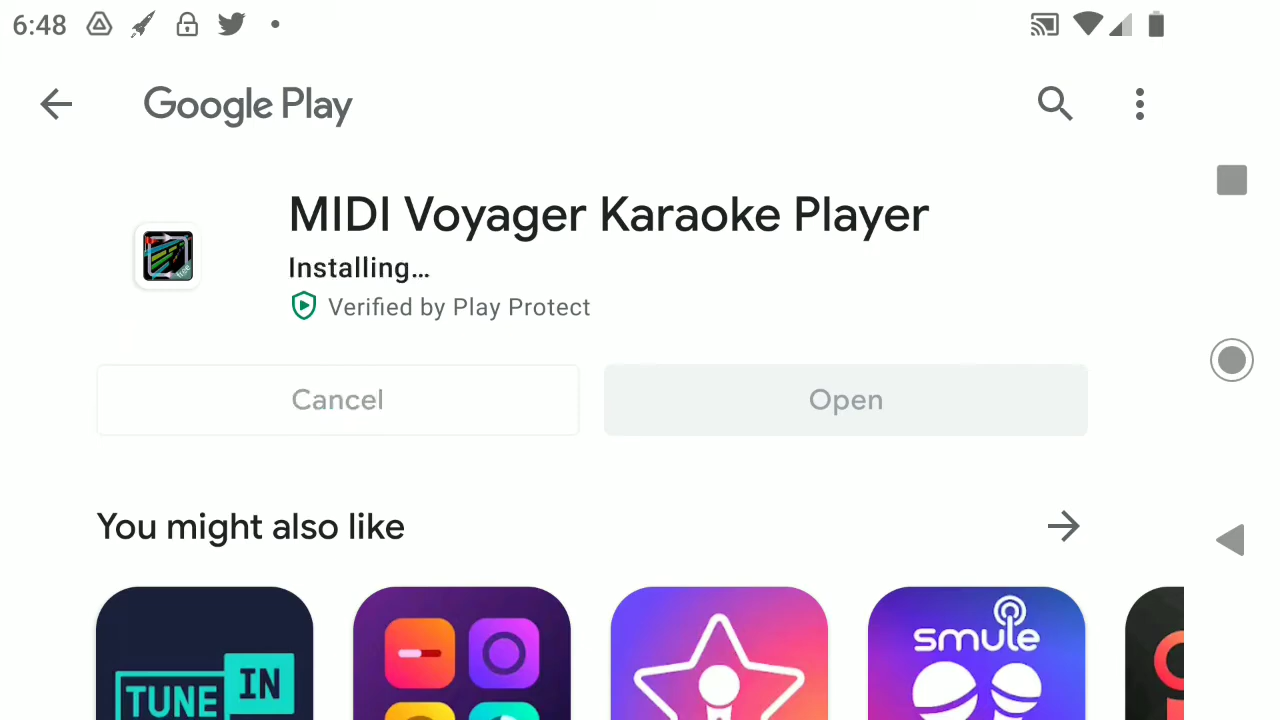 6:48
Google Play
MIDI Voyager Karaoke Player
free
Installing...
Verified by Play Protect
Cancel
Open
You might also like
TUNE IN
smule